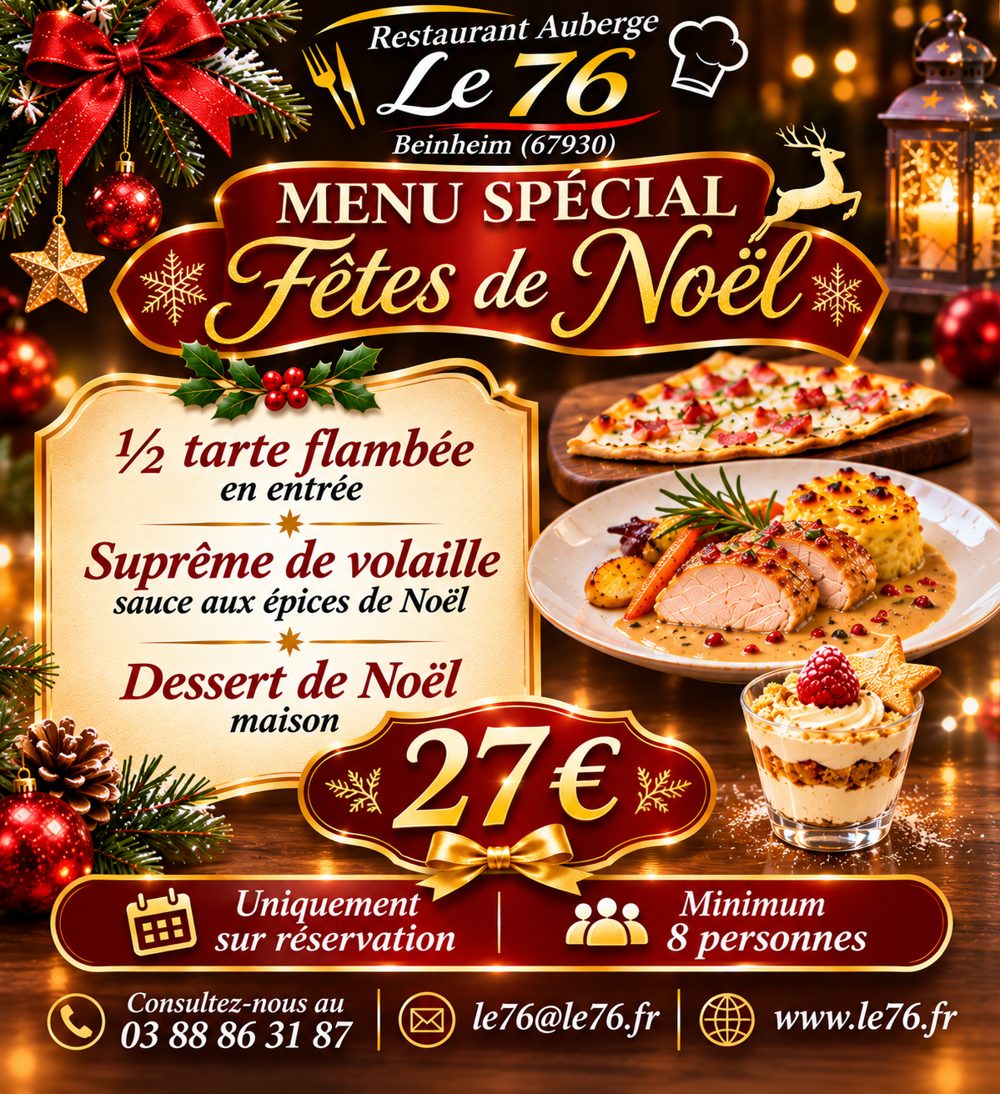 Restaurant Auberge
Le 76
Beinheim (67930)
MENU SPÉCIAL
Fêtes de Noël
½ tarte flambée
en entrée
Suprême de volaille
sauce aux épices de Noël
Dessert de Noël
maison
27€
Uniquement
sur réservation
Minimum
8 personnes
Consultez-nous au
03 88 86 31 87
le76@le76.fr
www.le76.fr